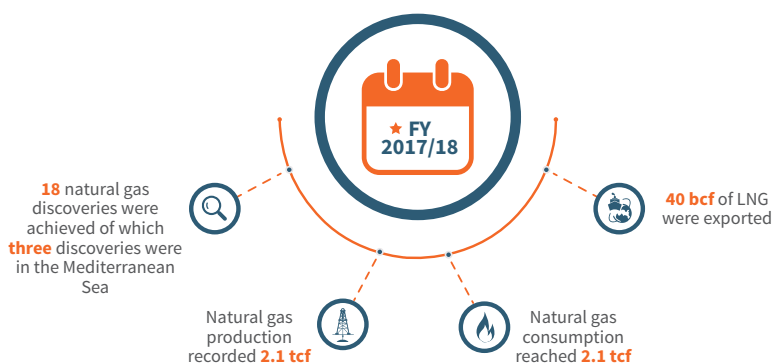 FY
2017/18
18 natural gas
discoveries were
achieved of which
three discoveries were
in the Mediterranean
Sea
Natural gas
production
recorded 2.1 tcf
Natural gas
consumption
reached 2.1 tcf
40 bcf of LNG
were exported